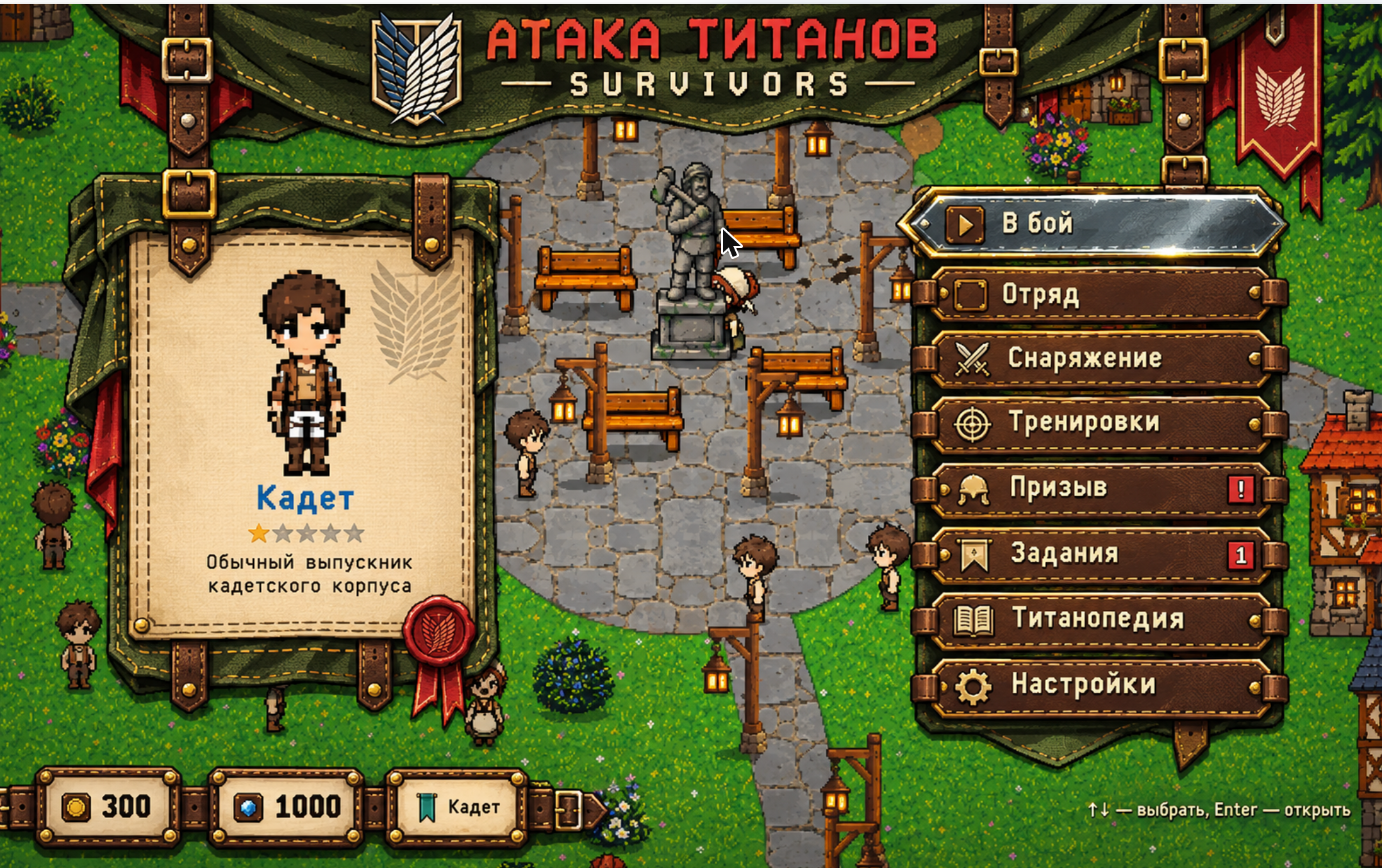 АТАКА ТИТАНОВ
SURVIVORS
Кадет
Обычный выпускник
кадетского корпуса
В бой
Отряд
Снаряжение
Тренировки
Призыв !
Задания 1
Титанопедия
Настройки
300
1000
Кадет
↑↓ — выбрать, Enter — открыть